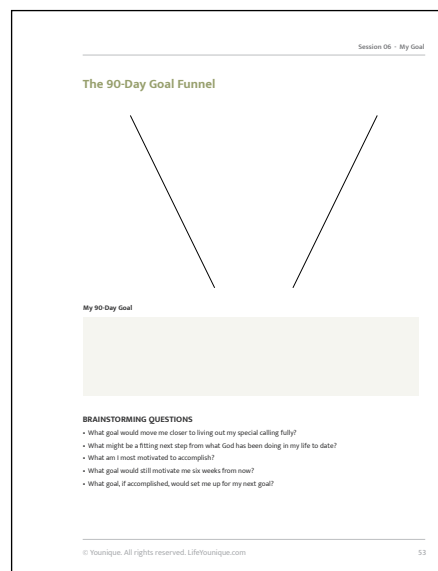 Session 06 • My Goal
The 90-Day Goal Funnel
My 90-Day Goal
BRAINSTORMING QUESTIONS
• What goal would move me closer to living out my special calling fully?
• What might be a fitting next step from what God has been doing in my life to date?
• What am I most motivated to accomplish?
• What goal would still motivate me six weeks from now?
• What goal, if accomplished, would set me up for my next goal?
© Younique. All rights reserved. LifeYounique.com 53